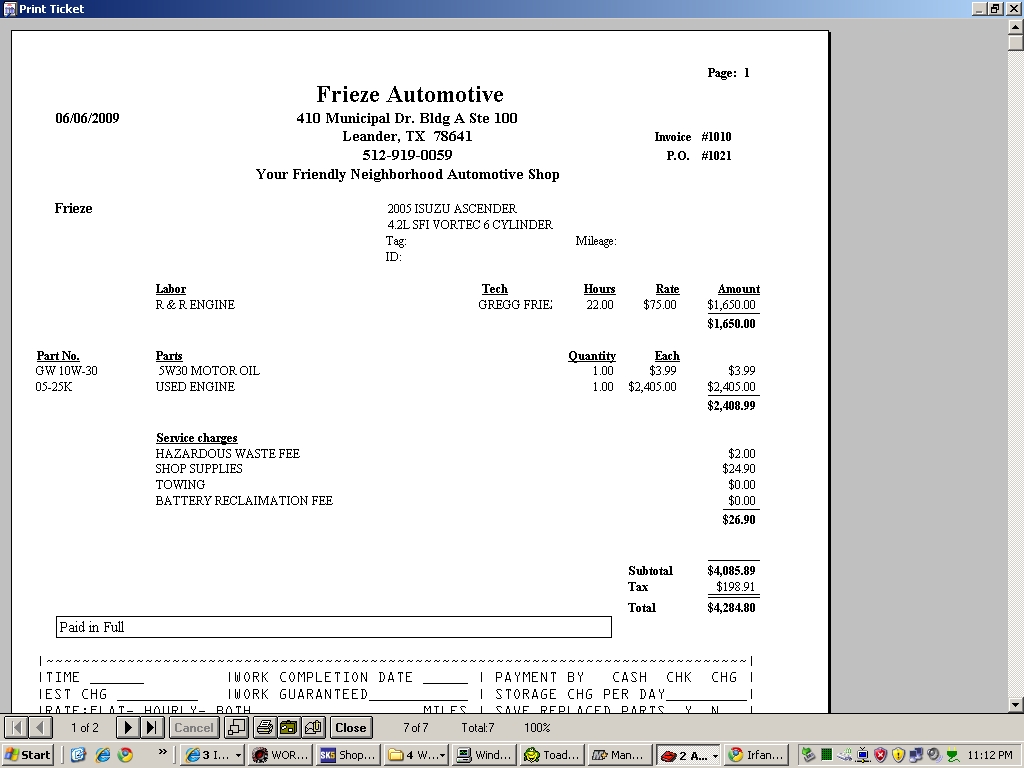 Print Ticket
Page: 1
Frieze Automotive
06/06/2009 410 Municipal Dr. Bldg A Ste 100
Leander, TX 78641 Invoice #1010
512-919-0059 P.O. #1021
Your Friendly Neighborhood Automotive Shop
Frieze 2005 ISUZU ASCENDER
4.2L SFI VORTEC 6 CYLINDER
Tag: Mileage:
ID:
Labor Tech Hours Rate Amount
R & R ENGINE GREGG FRIE 22.00 $75.00 $1,650.00
$1,650.00
Part No. Parts Quantity Each
GW 10W-30 5W30 MOTOR OIL 1.00 $3.99 $3.99
05-25K USED ENGINE 1.00 $2,405.00 $2,405.00
$2,408.99
Service charges
HAZARDOUS WASTE FEE $2.00
SHOP SUPPLIES $24.90
TOWING $0.00
BATTERY RECLAIMATION FEE $0.00
$26.90
Subtotal $4,085.89
Tax $198.91
Total $4,284.80
Paid in Full
|~~~~~~~~~~~~~~~~~~~~~~~~~~~~~~~~~~~~~~~~~~~~~~~~~~~~~~~~~~~~~~~~~~~~~~~~~~~~~|
|TIME ______ |WORK COMPLETION DATE _____ | PAYMENT BY CASH CHK CHG |
|EST CHG _________ |WORK GUARANTEED___________ | STORAGE CHG PER DAY_________|
|RATE:FLAT- HOURLY- BOTH MILES | SAVE REPLACED PARTS Y N |
1 of 2 Cancel Close 7 of 7 Total:7 100%
Start » 3 I... WOR... Shop... 4 W... Wind... Toad... Man... 2 A... Irfan... 11:12 PM